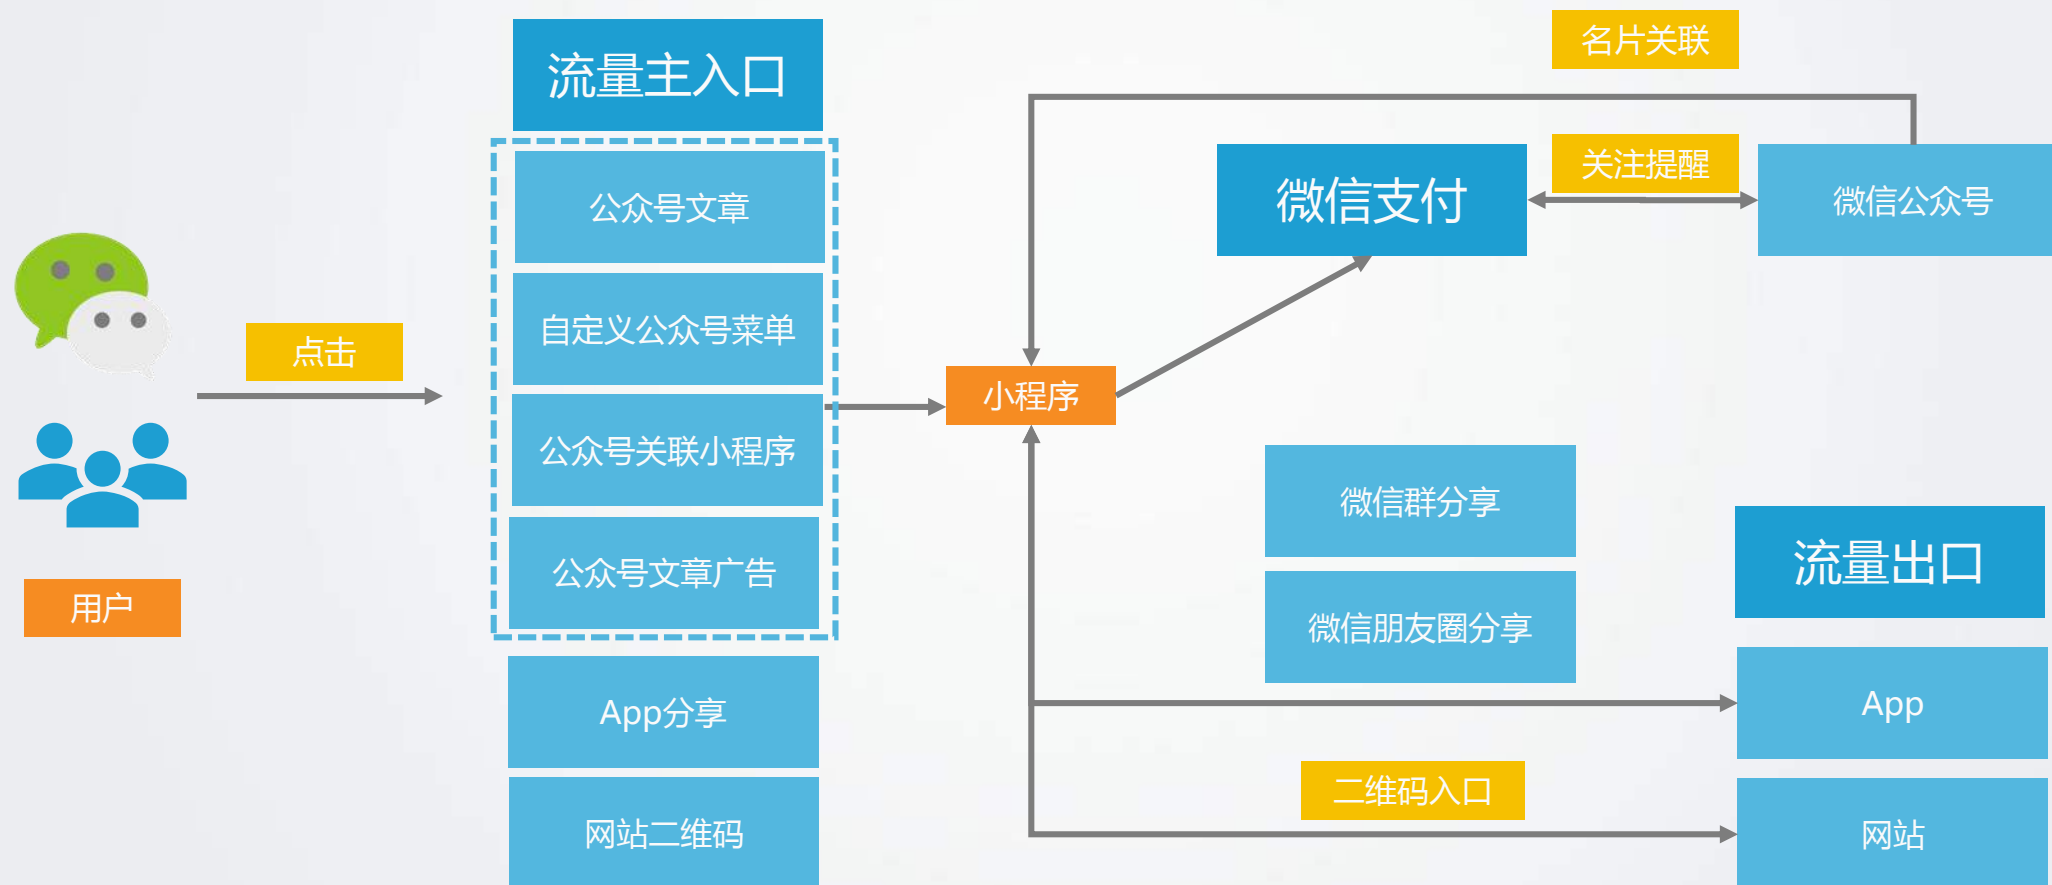 流量主入口
公众号文章
自定义公众号菜单
公众号关联小程序
公众号文章广告
App分享
网站二维码
点击
用户
小程序
名片关联
微信支付
关注提醒
微信公众号
微信群分享
微信朋友圈分享
流量出口
App
二维码入口
网站